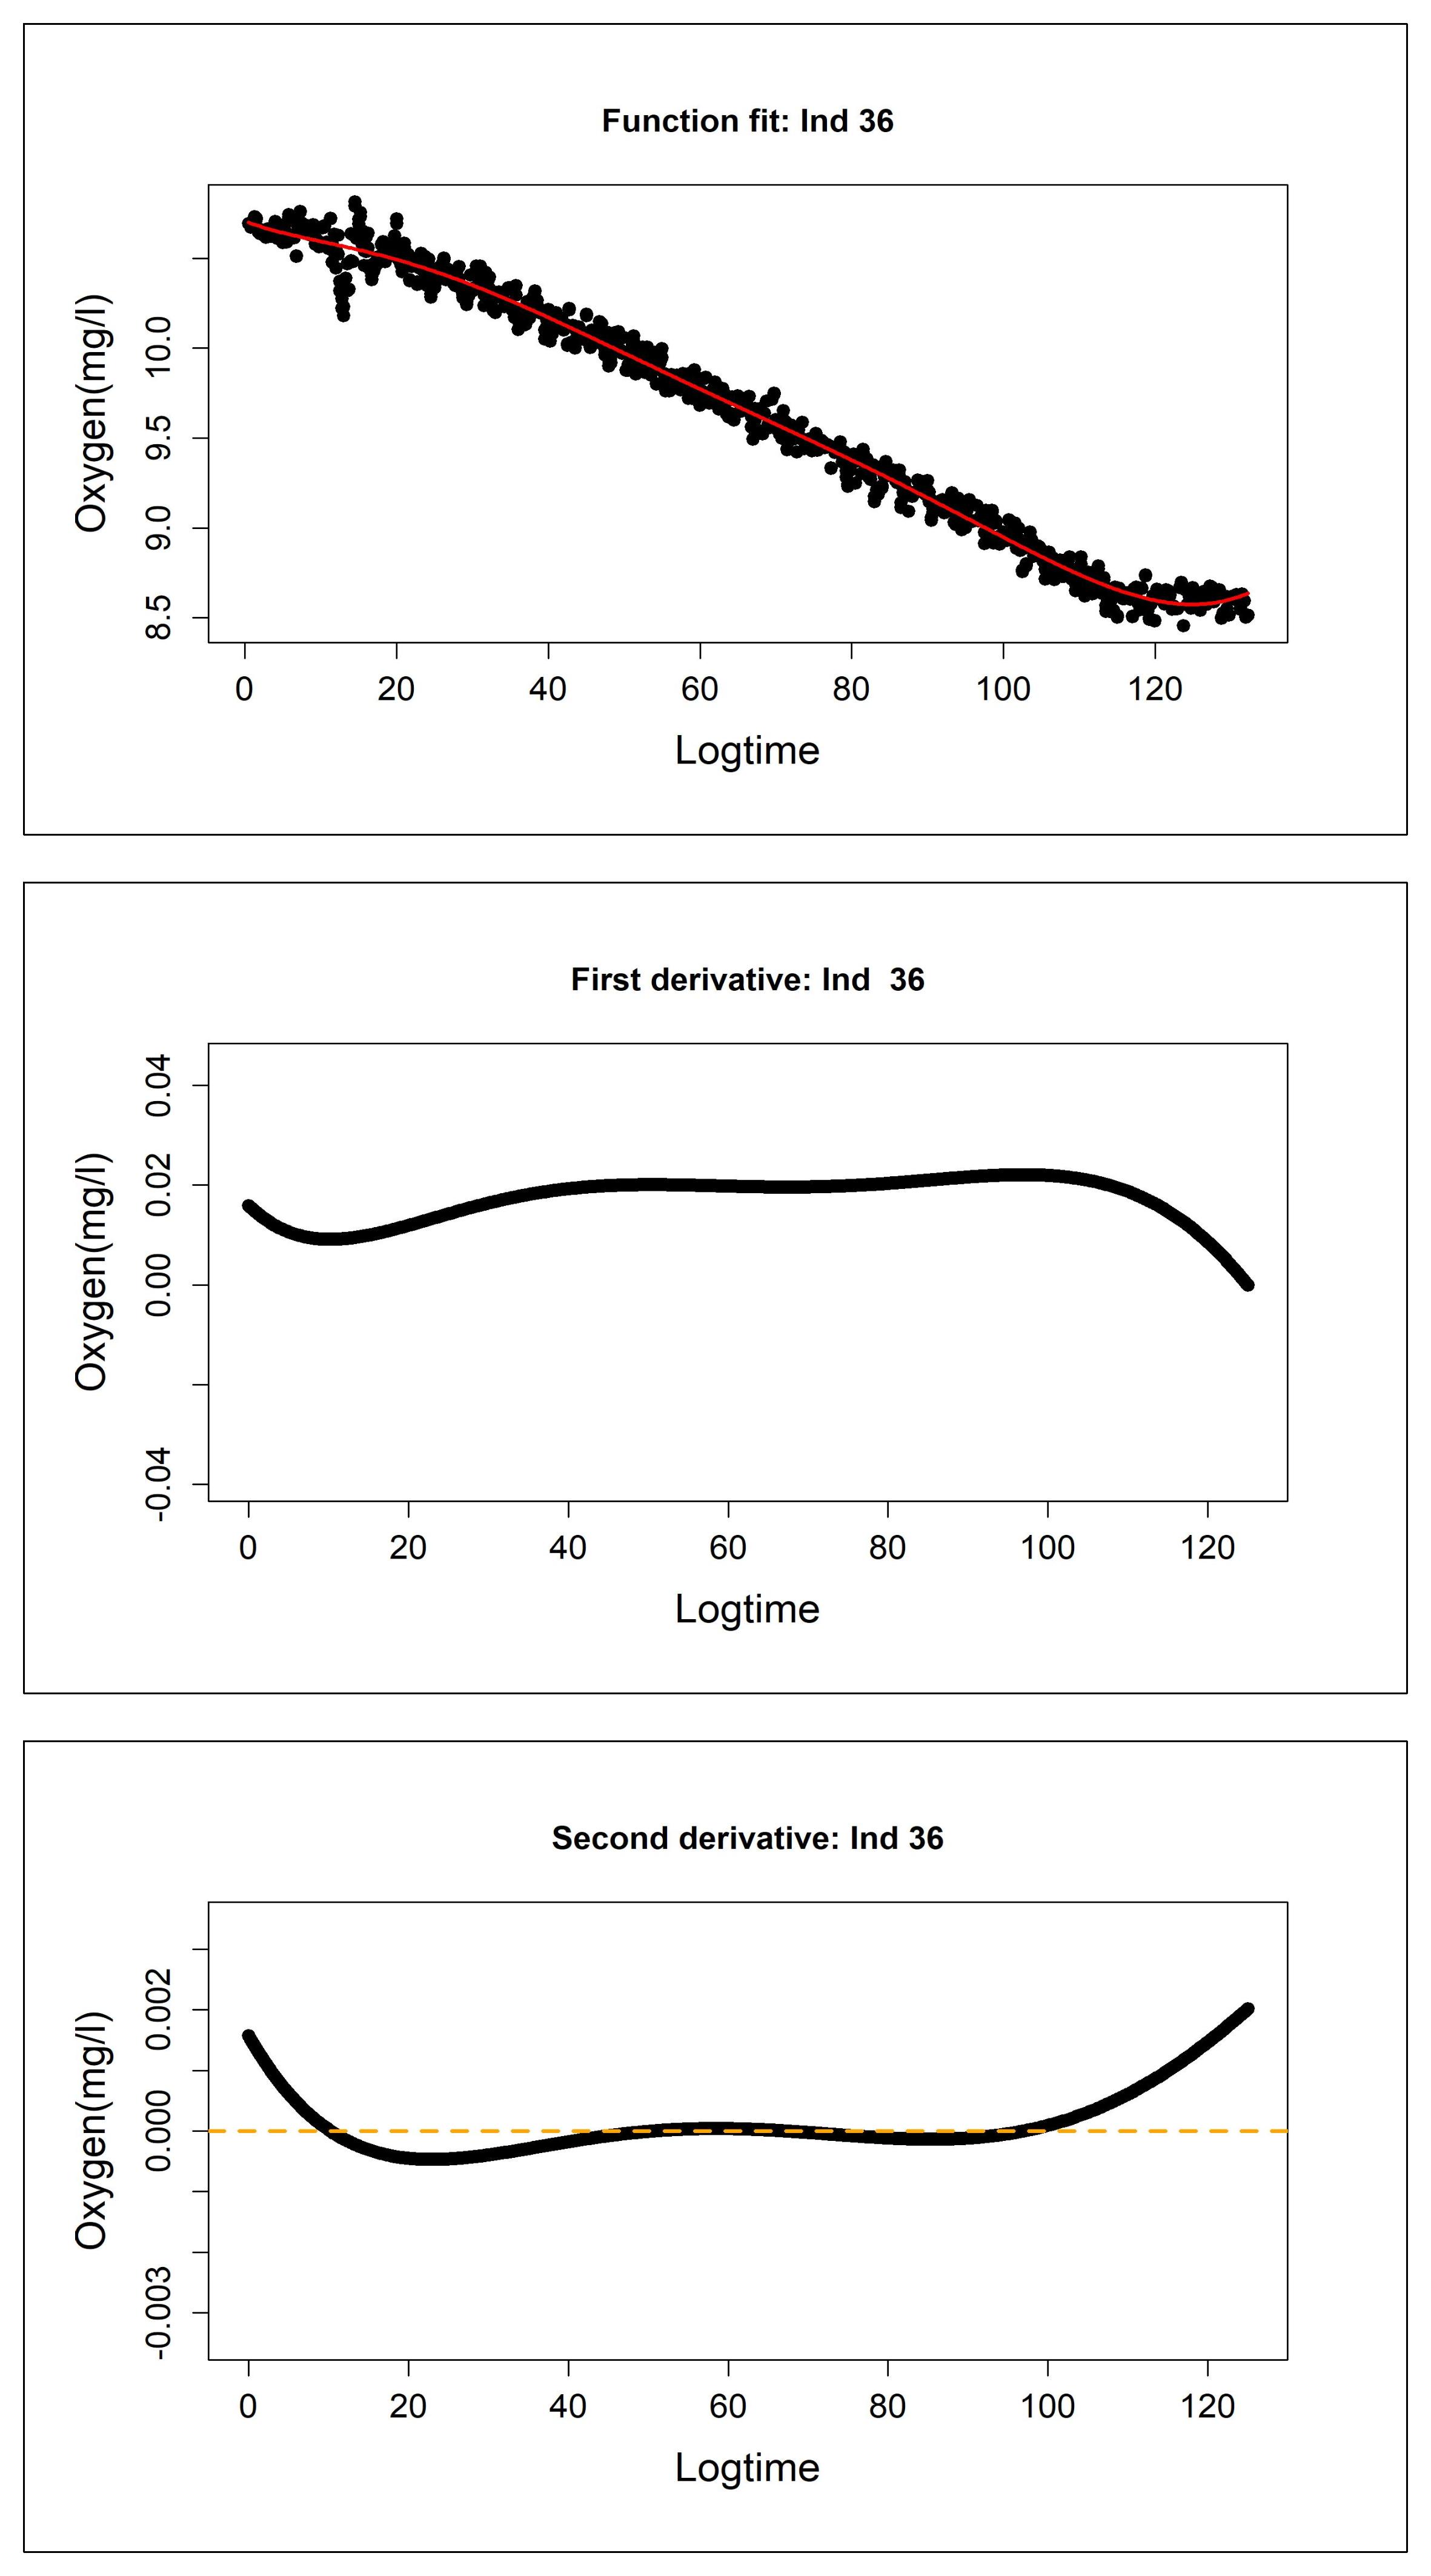 Function fit: Ind 36
Oxygen(mg/l)
10.0
9.5
9.0
8.5
0 20 40 60 80 100 120
Logtime
First derivative: Ind  36
Oxygen(mg/l)
0.04
0.02
0.00
-0.04
0 20 40 60 80 100 120
Logtime
Second derivative: Ind 36
Oxygen(mg/l)
0.002
0.000
-0.003
0 20 40 60 80 100 120
Logtime